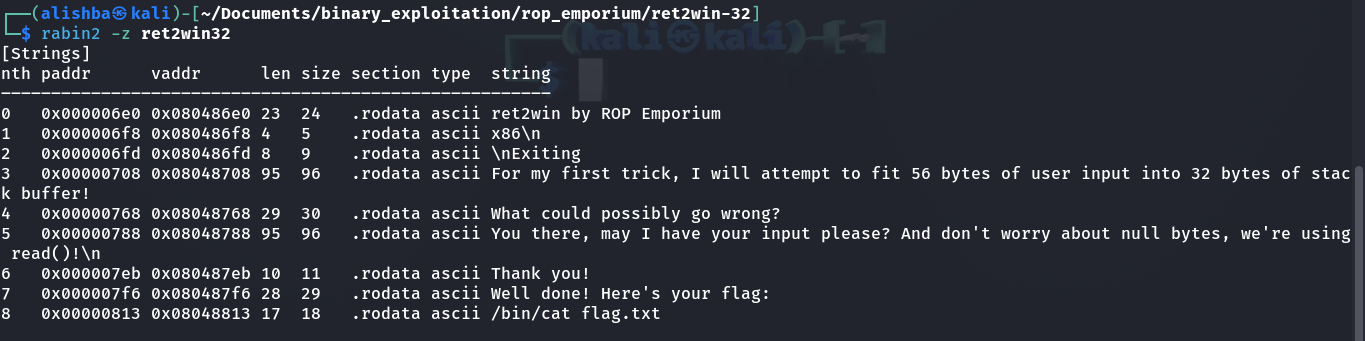 ┌──(alishba㉿kali)-[~/Documents/binary_exploitation/rop_emporium/ret2win-32]
└─$ rabin2 -z ret2win32
[Strings]
nth paddr      vaddr      len size section type  string
―――――――――――――――――――――――――――――――――――――――――――――――――――――――
0   0x000006e0 0x080486e0 23  24   .rodata ascii ret2win by ROP Emporium
1   0x000006f8 0x080486f8 4   5    .rodata ascii x86\n
2   0x000006fd 0x080486fd 8   9    .rodata ascii \nExiting
3   0x00000708 0x08048708 95  96   .rodata ascii For my first trick, I will attempt to fit 56 bytes of user input into 32 bytes of stac
k buffer!
4   0x00000768 0x08048768 29  30   .rodata ascii What could possibly go wrong?
5   0x00000788 0x08048788 95  96   .rodata ascii You there, may I have your input please? And don't worry about null bytes, we're using
 read()!\n
6   0x000007eb 0x080487eb 10  11   .rodata ascii Thank you!
7   0x000007f6 0x080487f6 28  29   .rodata ascii Well done! Here's your flag:
8   0x00000813 0x08048813 17  18   .rodata ascii /bin/cat flag.txt
(kali㉿kali)-[~]
$